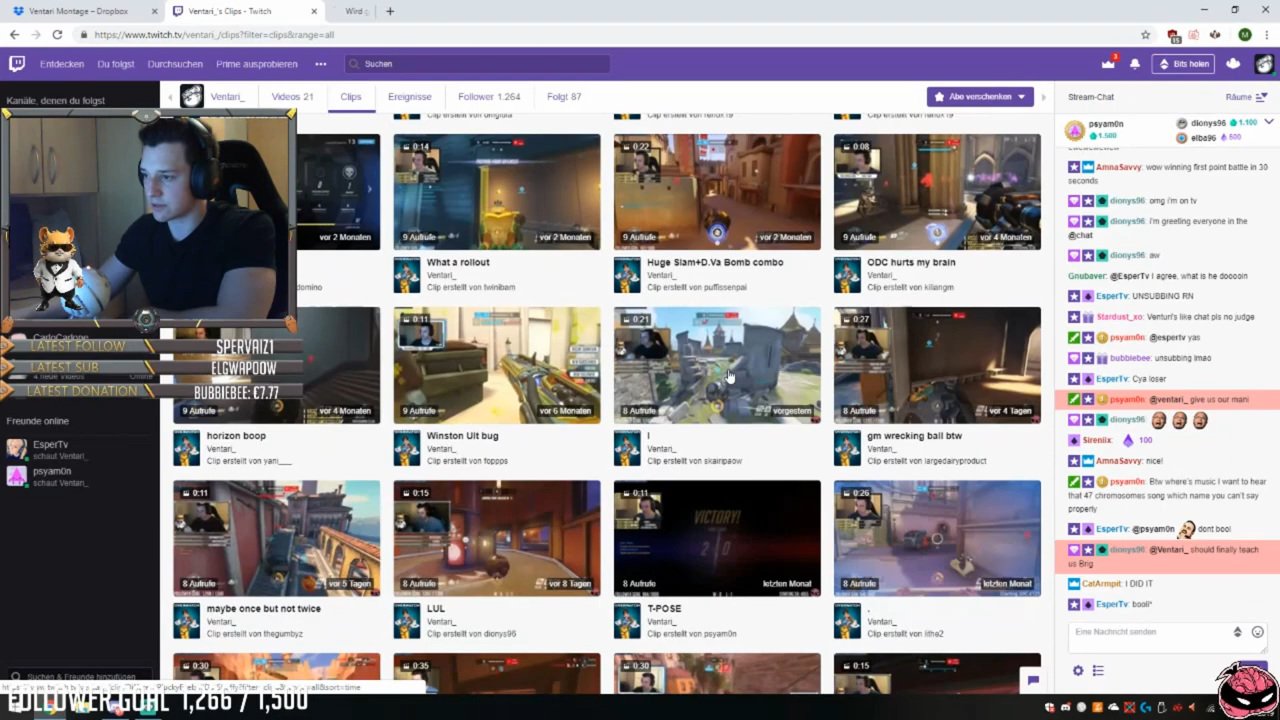 Ventari Montage – Dropbox
Ventari_'s Clips - Twitch
Wird g
https://www.twitch.tv/ventari_/clips?filter=clips&range=all
Entdecken
Du folgst
Durchsuchen
Prime ausprobieren
Suchen
Bits holen
Kanäle, denen du folgst
Ventari_
Videos 21
Clips
Ereignisse
Follower 1.264
Folgt 87
Abo verschenken
Stream-Chat
Räume
psyam0n
1.500
dionys96 1.100
elba96 500
vor 2 Monaten
0:14
9 Aufrufe
vor 2 Monaten
0:22
9 Aufrufe
vor 2 Monaten
0:08
9 Aufrufe
vor 4 Monaten
domino
What a rollout
Ventari_
Clip erstellt von twinibam
Huge Slam+D.Va Bomb combo
Ventari_
Clip erstellt von puffissenpai
ODC hurts my brain
Ventari_
Clip erstellt von kiliangm
LATEST FOLLOW
SPERVAIZ1
LATEST SUB
ELGWAPOOW
LATEST DONATION
BUBBIEBEE: €7.77
Freunde online
EsperTv
schaut Ventari_
psyam0n
schaut Ventari_
9 Aufrufe
vor 4 Monaten
0:11
9 Aufrufe
vor 6 Monaten
0:21
8 Aufrufe
vorgestern
0:27
8 Aufrufe
vor 4 Tagen
horizon boop
Ventari_
Clip erstellt von yani___
Winston Ult bug
Ventari_
Clip erstellt von foppps
Ventari_
Clip erstellt von skairipaow
gm wrecking ball btw
Ventari_
Clip erstellt von largedairyproduct
0:11
8 Aufrufe
vor 5 Tagen
0:15
8 Aufrufe
vor 8 Tagen
0:11
VICTORY!
8 Aufrufe
letzten Monat
0:26
8 Aufrufe
letzten Monat
maybe once but not twice
Ventari_
Clip erstellt von thegumbyz
LUL
Ventari_
Clip erstellt von dionys96
T-POSE
Ventari_
Clip erstellt von psyam0n
.
Ventari_
Clip erstellt von lithe2
0:30
0:35
0:30
0:15
Suchen & Freunde hinzufügen
FOLLOWER GOAL 1,266 / 1,500
AmnaSavvy: wow winning first point battle in 30
seconds
dionys96: omg i'm on tv
dionys96: i'm greeting everyone in the
@chat
dionys96: aw
Gnubaver: @EsperTv I agree, what is he dooooin
EsperTv: UNSUBBING RN
Stardust_xo: Venturi's like chat pls no judge
psyam0n: @espertv yas
bubbiebee: unsubbing lmao
EsperTv: Cya loser
psyam0n: @ventari_ give us our mani
dionys96:
Sireniix: 100
AmnaSavvy: nice!
psyam0n: Btw where's music I want to hear
that 47 chromosomes song which name you can't say
properly
EsperTv: @psyam0n dont bool
dionys96: @Ventari_ should finally teach
us Brig
CatArmpit: I DID IT
EsperTv: booli*
Eine Nachricht senden